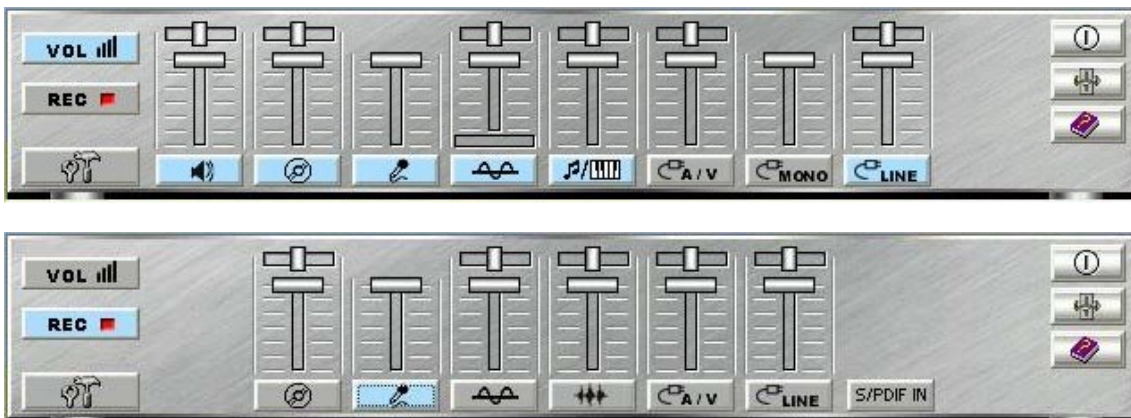 VOL
REC
A / V
MONO
LINE
VOL
REC
A / V
LINE
S/PDIF IN